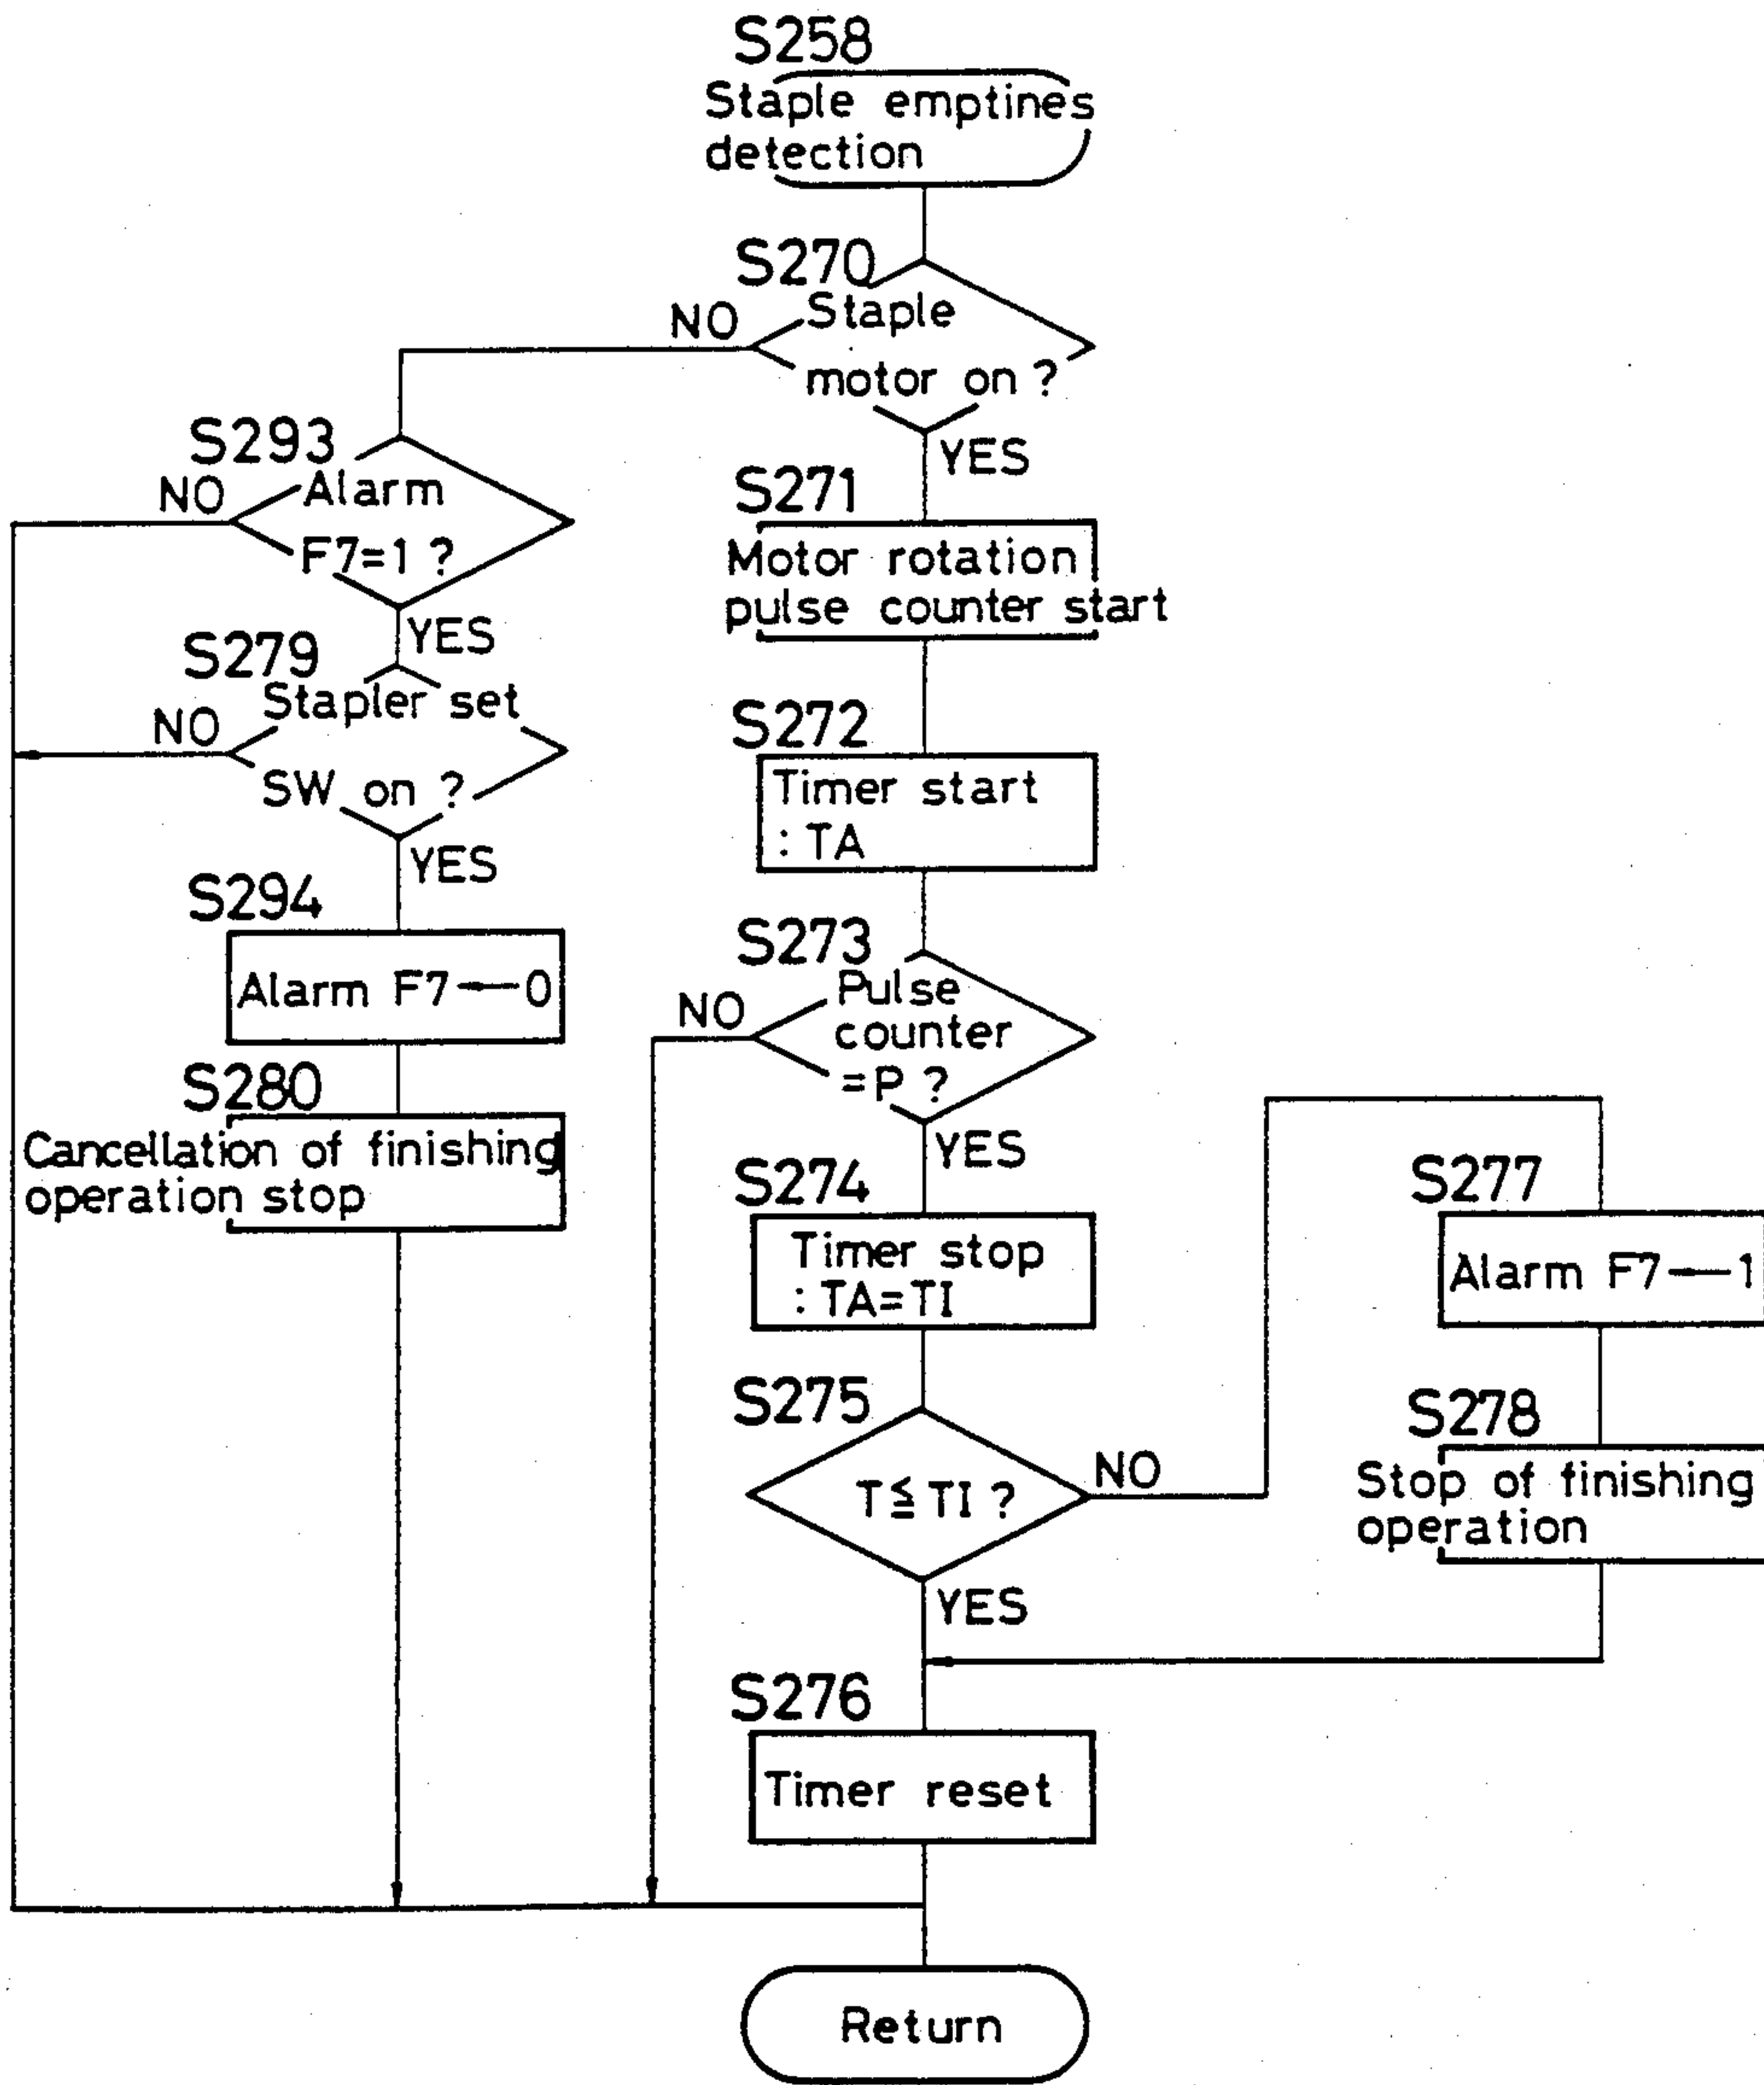 S258
Staple emptines
detection
S270
Staple
motor on ?
NO
YES
S293
Alarm
F7=1 ?
NO
YES
S279
Stapler set
SW on ?
NO
YES
S294
Alarm F7←0
S280
Cancellation of finishing
operation stop
S271
Motor rotation
pulse counter start
S272
Timer start
: TA
S273
Pulse
counter
=P ?
NO
YES
S274
Timer stop
: TA=TI
S275
T≦TI ?
NO
YES
S277
Alarm F7←1
S278
Stop of finishing
operation
S276
Timer reset
Return